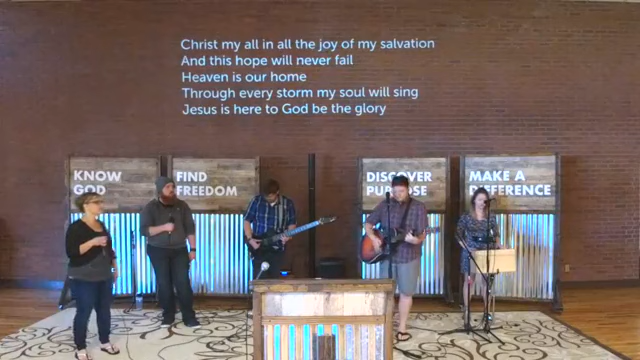 Christ my all in all the joy of my salvation
And this hope will never fail
Heaven is our home
Through every storm my soul will sing
Jesus is here to God be the glory
KNOW
GOD
FIND
FREEDOM
DISCOVER
PURPOSE
MAKE A
DIFFERENCE